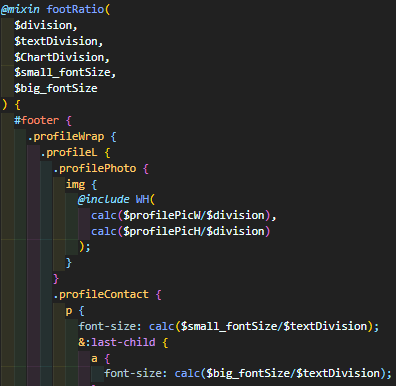 @mixin footRatio(
$division,
$textDivision,
$ChartDivision,
$small_fontSize,
$big_fontSize
) {
#footer {
.profileWrap {
.profileL {
.profilePhoto {
img {
@include WH(
calc($profilePicW/$division),
calc($profilePicH/$division)
);
}
}
.profileContact {
p {
font-size: calc($small_fontSize/$textDivision);
&:last-child {
a {
font-size: calc($big_fontSize/$textDivision);